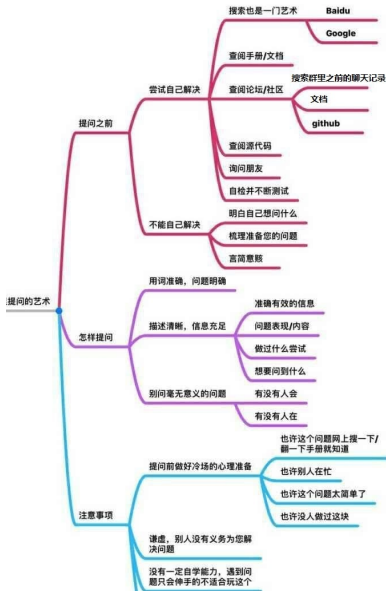 提问的艺术
提问之前
尝试自己解决
搜索也是一门艺术
Baidu
Google
查阅手册/文档
查阅论坛/社区
搜索群里之前的聊天记录
文档
github
查阅源代码
询问朋友
自检并不断测试
不能自己解决
明白自己想问什么
梳理准备您的问题
言简意赅
怎样提问
用词准确，问题明确
描述清晰，信息充足
准确有效的信息
问题表现/内容
做过什么尝试
想要问到什么
别问毫无意义的问题
有没有人会
有没有人在
注意事项
提问前做好冷场的心理准备
也许这个问题网上搜一下/
翻一下手册就知道
也许别人在忙
也许这个问题太简单了
也许没人做过这块
谦虚，别人没有义务为您解
决问题
没有一定自学能力，遇到问
题只会伸手的不适合玩这个